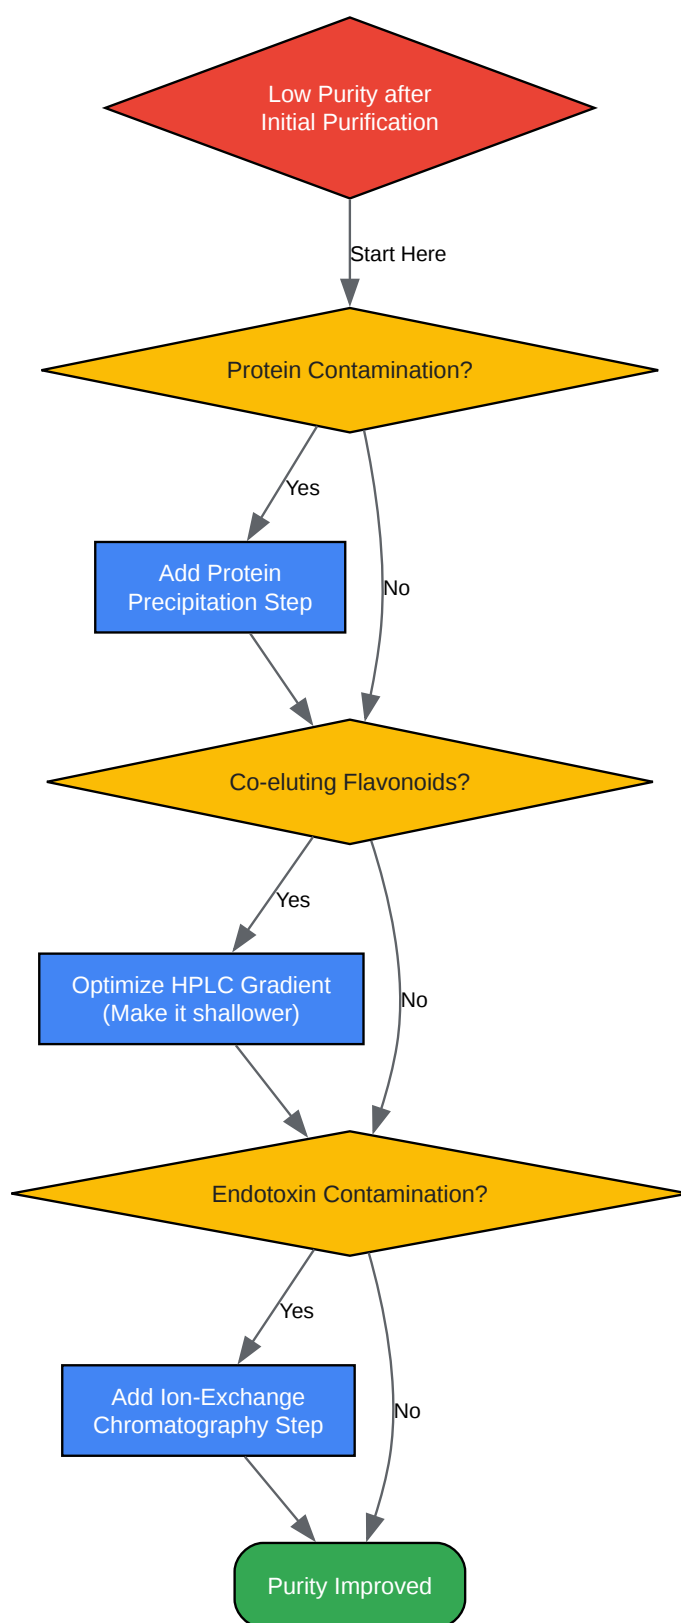 Low Purity after
Initial Purification
Start Here
Protein Contamination?
Yes
Add Protein
Precipitation Step
No
Co-eluting Flavonoids?
Yes
Optimize HPLC Gradient
(Make it shallower)
No
Endotoxin Contamination?
Yes
Add Ion-Exchange
Chromatography Step
No
Purity Improved